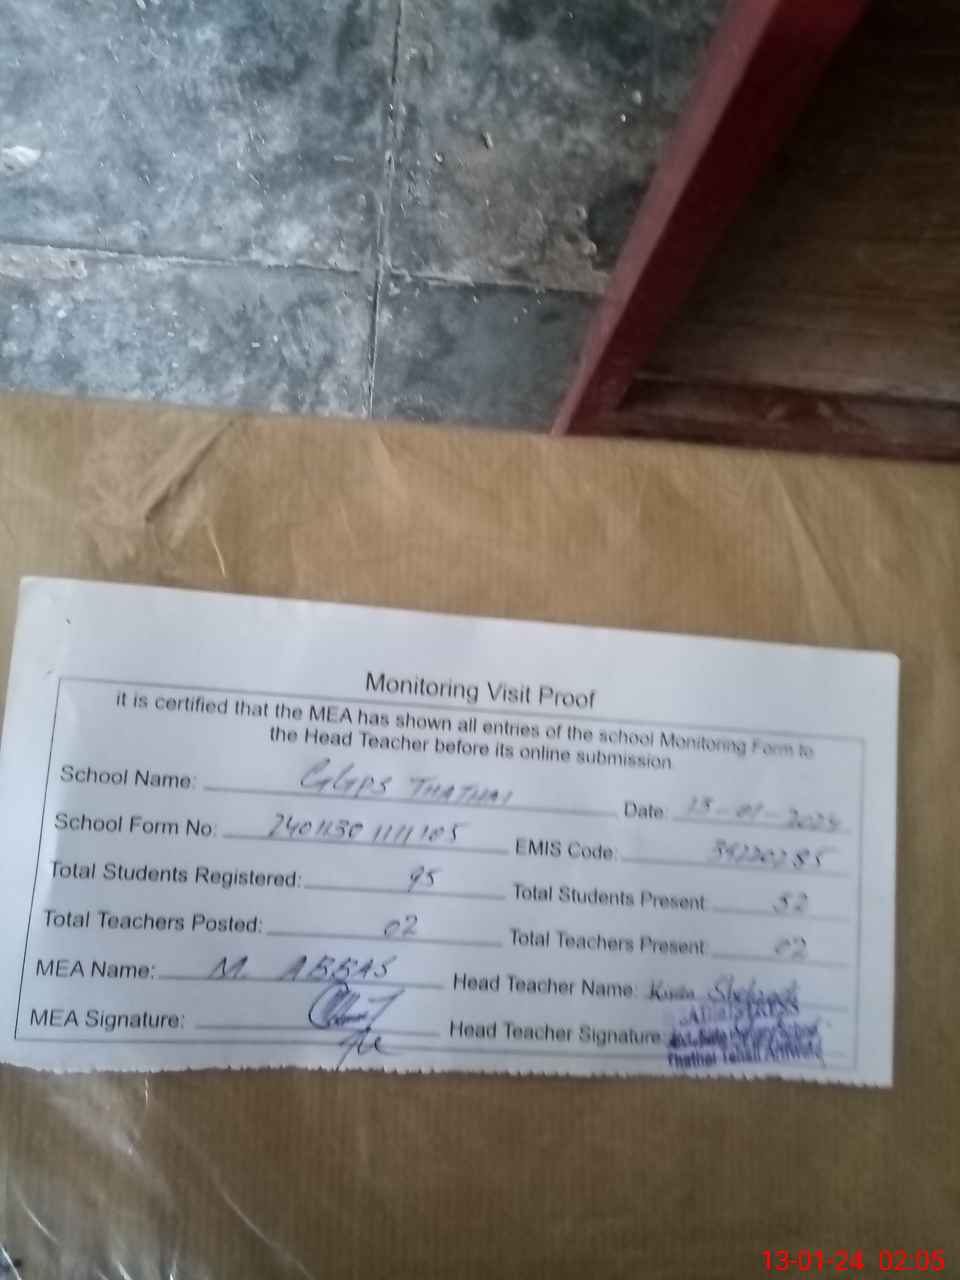 Monitoring Visit Proof
it is certified that the MEA has shown all entries of the school Monitoring Form to
the Head Teacher before its online submission.
School Name: GGPS THATHAI Date: 13-01-2024
School Form No: EMIS Code:
Total Students Registered: 95 Total Students Present: 52
Total Teachers Posted: 02 Total Teachers Present: 02
MEA Name: M ABBAS Head Teacher Name:
MEA Signature: Head Teacher Signature:
13-01-24 02:05